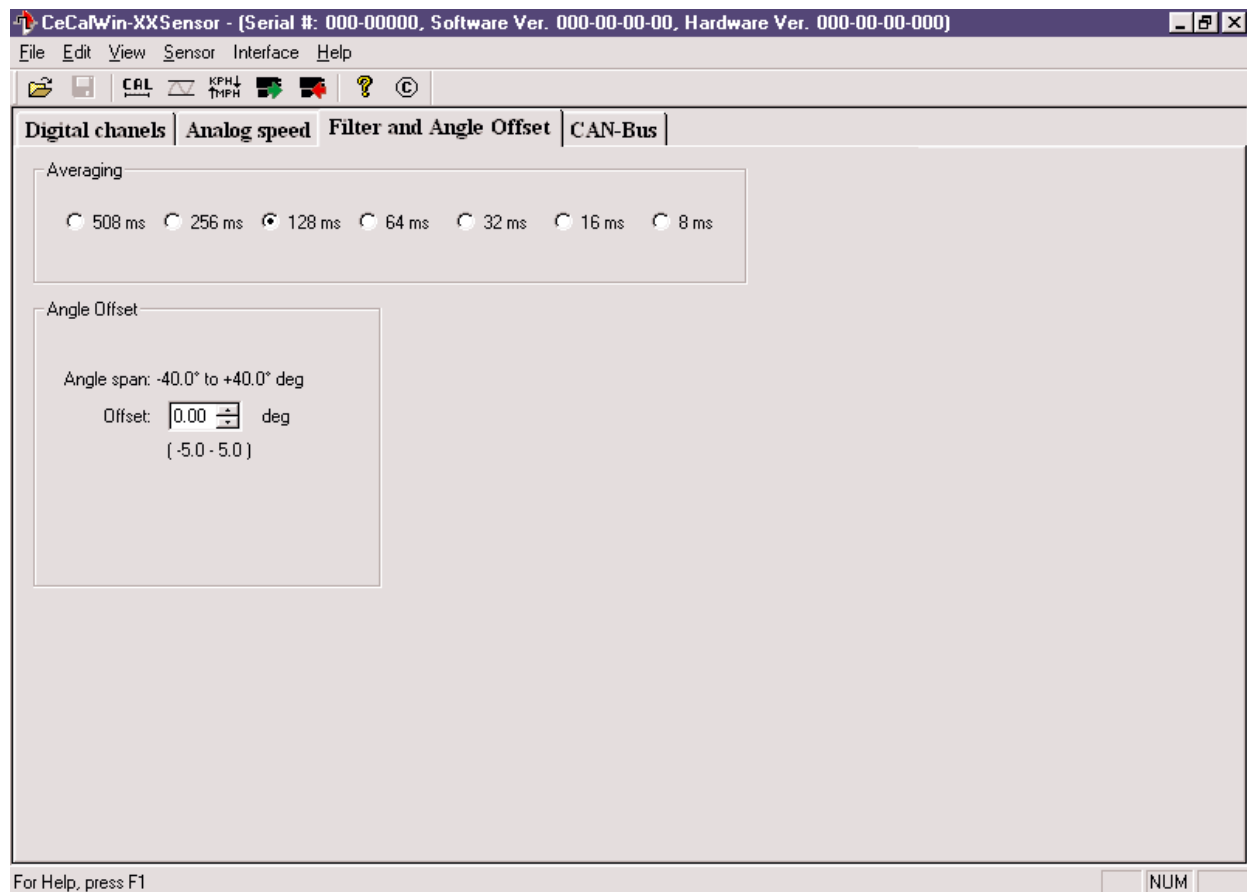 CeCalWin-XXSensor - (Serial #: 000-00000, Software Ver. 000-00-00-00, Hardware Ver. 000-00-00-000)
File Edit View Sensor Interface Help
CAL KPH MPH ? ©
Digital chanels Analog speed Filter and Angle Offset CAN-Bus
Averaging
508 ms 256 ms 128 ms 64 ms 32 ms 16 ms 8 ms
Angle Offset
Angle span: -40.0° to +40.0° deg
Offset: 0.00 deg
( -5.0 - 5.0 )
For Help, press F1 NUM